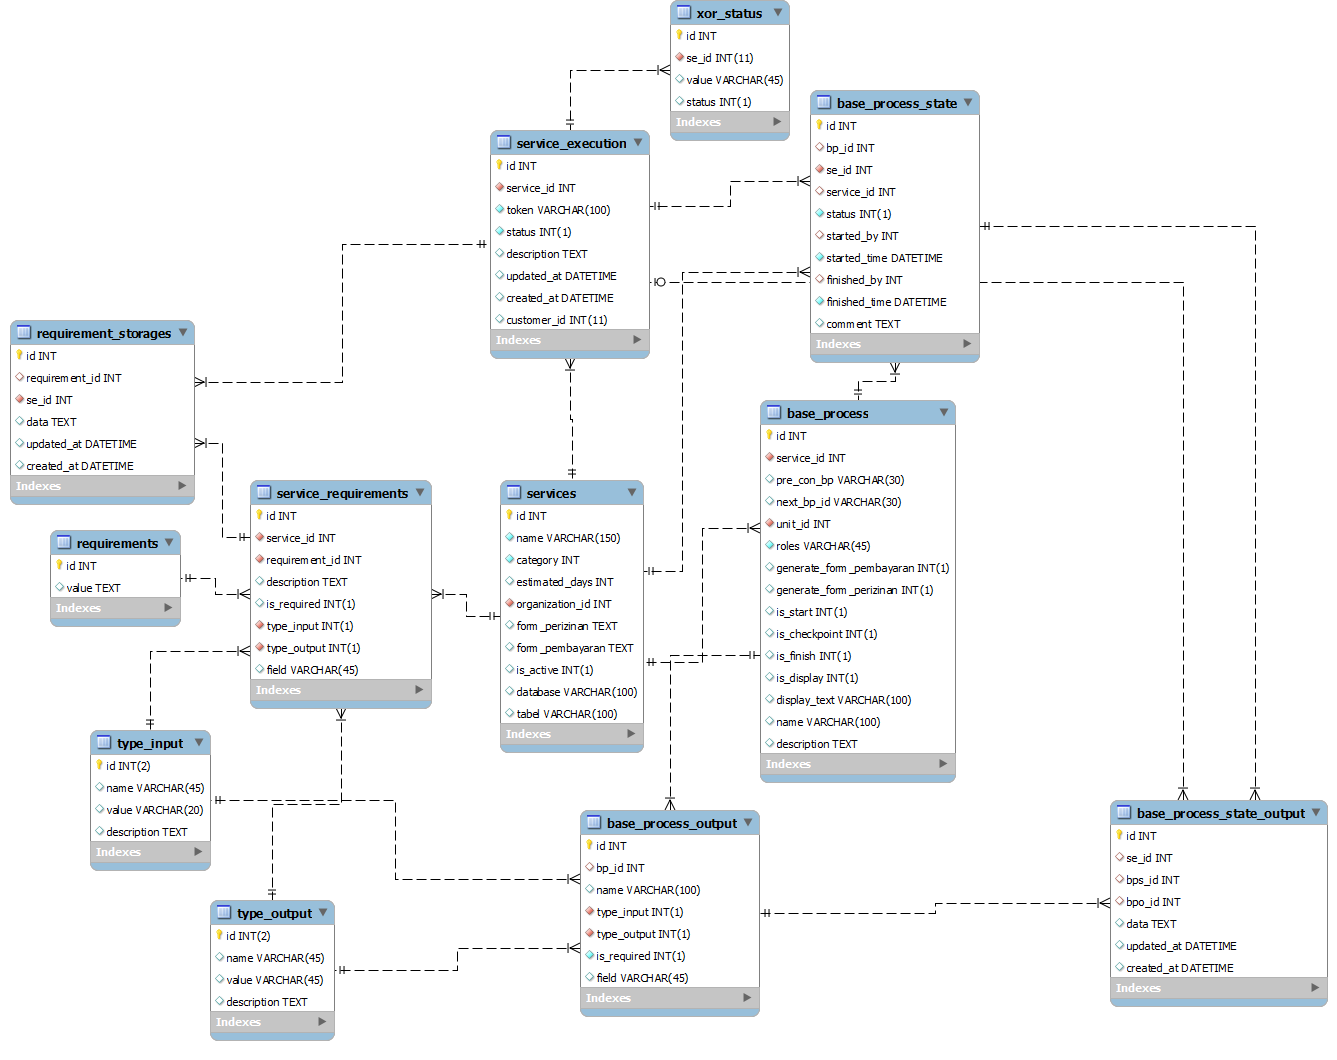 xor_status
id INT
se_id INT(11)
value VARCHAR(45)
status INT(1)
Indexes
base_process_state
id INT
bp_id INT
se_id INT
service_id INT
status INT(1)
started_by INT
started_time DATETIME
finished_by INT
finished_time DATETIME
comment TEXT
Indexes
service_execution
id INT
service_id INT
token VARCHAR(100)
status INT(1)
description TEXT
updated_at DATETIME
created_at DATETIME
customer_id INT(11)
Indexes
requirement_storages
id INT
requirement_id INT
se_id INT
data TEXT
updated_at DATETIME
created_at DATETIME
Indexes
base_process
id INT
service_id INT
pre_con_bp VARCHAR(30)
next_bp_id VARCHAR(30)
unit_id INT
roles VARCHAR(45)
generate_form_pembayaran INT(1)
generate_form_perizinan INT(1)
is_start INT(1)
is_checkpoint INT(1)
is_finish INT(1)
is_display INT(1)
display_text VARCHAR(100)
name VARCHAR(100)
description TEXT
Indexes
service_requirements
id INT
service_id INT
requirement_id INT
description TEXT
is_required INT(1)
type_input INT(1)
type_output INT(1)
field VARCHAR(45)
Indexes
services
id INT
name VARCHAR(150)
category INT
estimated_days INT
organization_id INT
form_perizinan TEXT
form_pembayaran TEXT
is_active INT(1)
database VARCHAR(100)
tabel VARCHAR(100)
Indexes
requirements
id INT
value TEXT
Indexes
type_input
id INT(2)
name VARCHAR(45)
value VARCHAR(20)
description TEXT
Indexes
base_process_output
id INT
bp_id INT
name VARCHAR(100)
type_input INT(1)
type_output INT(1)
is_required INT(1)
field VARCHAR(45)
Indexes
base_process_state_output
id INT
se_id INT
bps_id INT
bpo_id INT
data TEXT
updated_at DATETIME
created_at DATETIME
Indexes
type_output
id INT(2)
name VARCHAR(45)
value VARCHAR(45)
description TEXT
Indexes